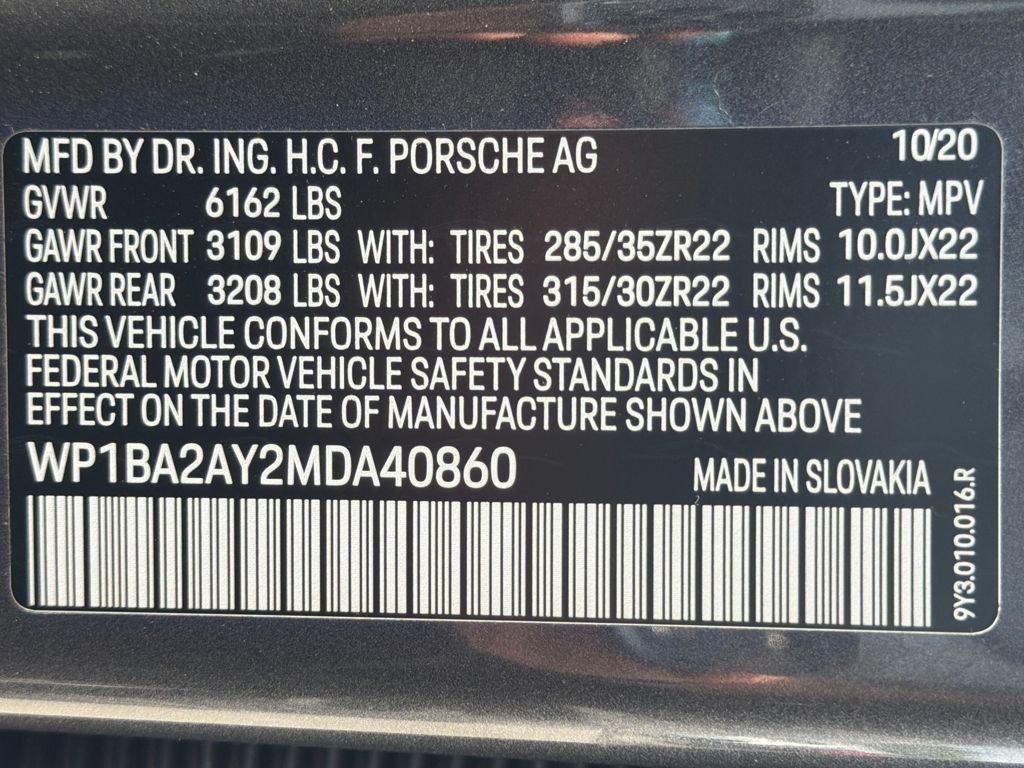 MFD BY DR. ING. H.C. F. PORSCHE AG 10/20
GVWR 6162 LBS TYPE: MPV
GAWR FRONT 3109 LBS WITH: TIRES 285/35ZR22 RIMS 10.0JX22
GAWR REAR 3208 LBS WITH: TIRES 315/30ZR22 RIMS 11.5JX22
THIS VEHICLE CONFORMS TO ALL APPLICABLE U.S.
FEDERAL MOTOR VEHICLE SAFETY STANDARDS IN
EFFECT ON THE DATE OF MANUFACTURE SHOWN ABOVE
WP1BA2AY2MDA40860 MADE IN SLOVAKIA
9Y3.010.016.R